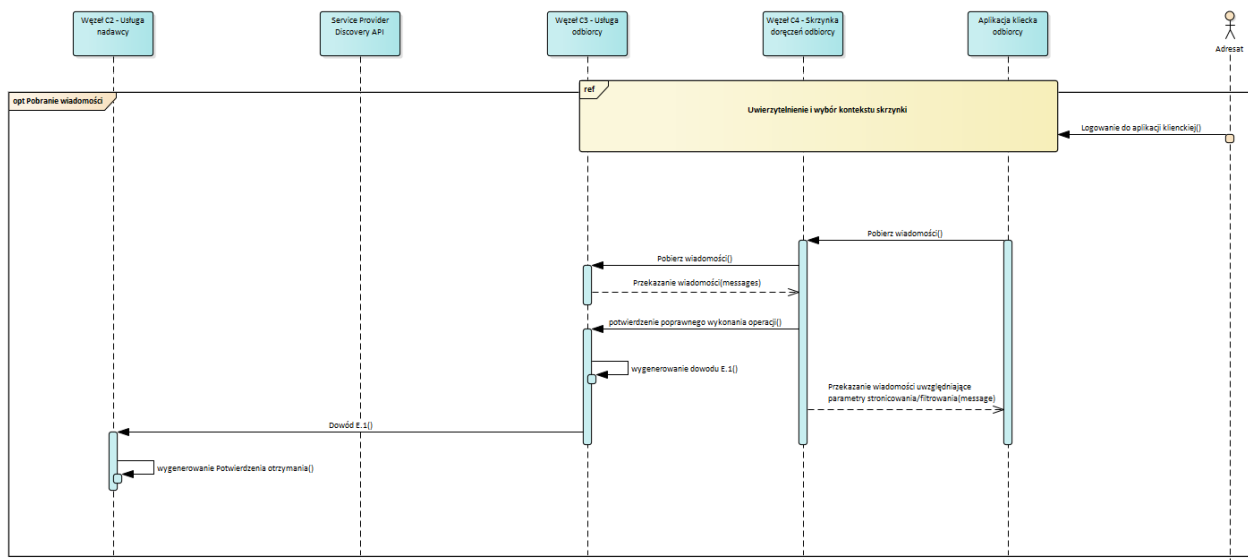 Węzeł C2 - Usługa
nadawcy
Service Provider
Discovery API
Węzeł C3 - Usługa
odbiorcy
Węzeł C4 - Skrzynka
doręczeń odbiorcy
Aplikacja kliecka
odbiorcy
Adresat
opt Pobranie wiadomości
ref
Uwierzytelnienie i wybór kontekstu skrzynki
Logowanie do aplikacji klienckiej()
Pobierz wiadomości()
Pobierz wiadomości()
Przekazanie wiadomości(messages)
potwierdzenie poprawnego wykonania operacji()
wygenerowanie dowodu E.1()
Przekazanie wiadomości uwzględniające
parametry stronicowania/filtrowania(message)
Dowód E.1()
wygenerowanie Potwierdzenia otrzymania()